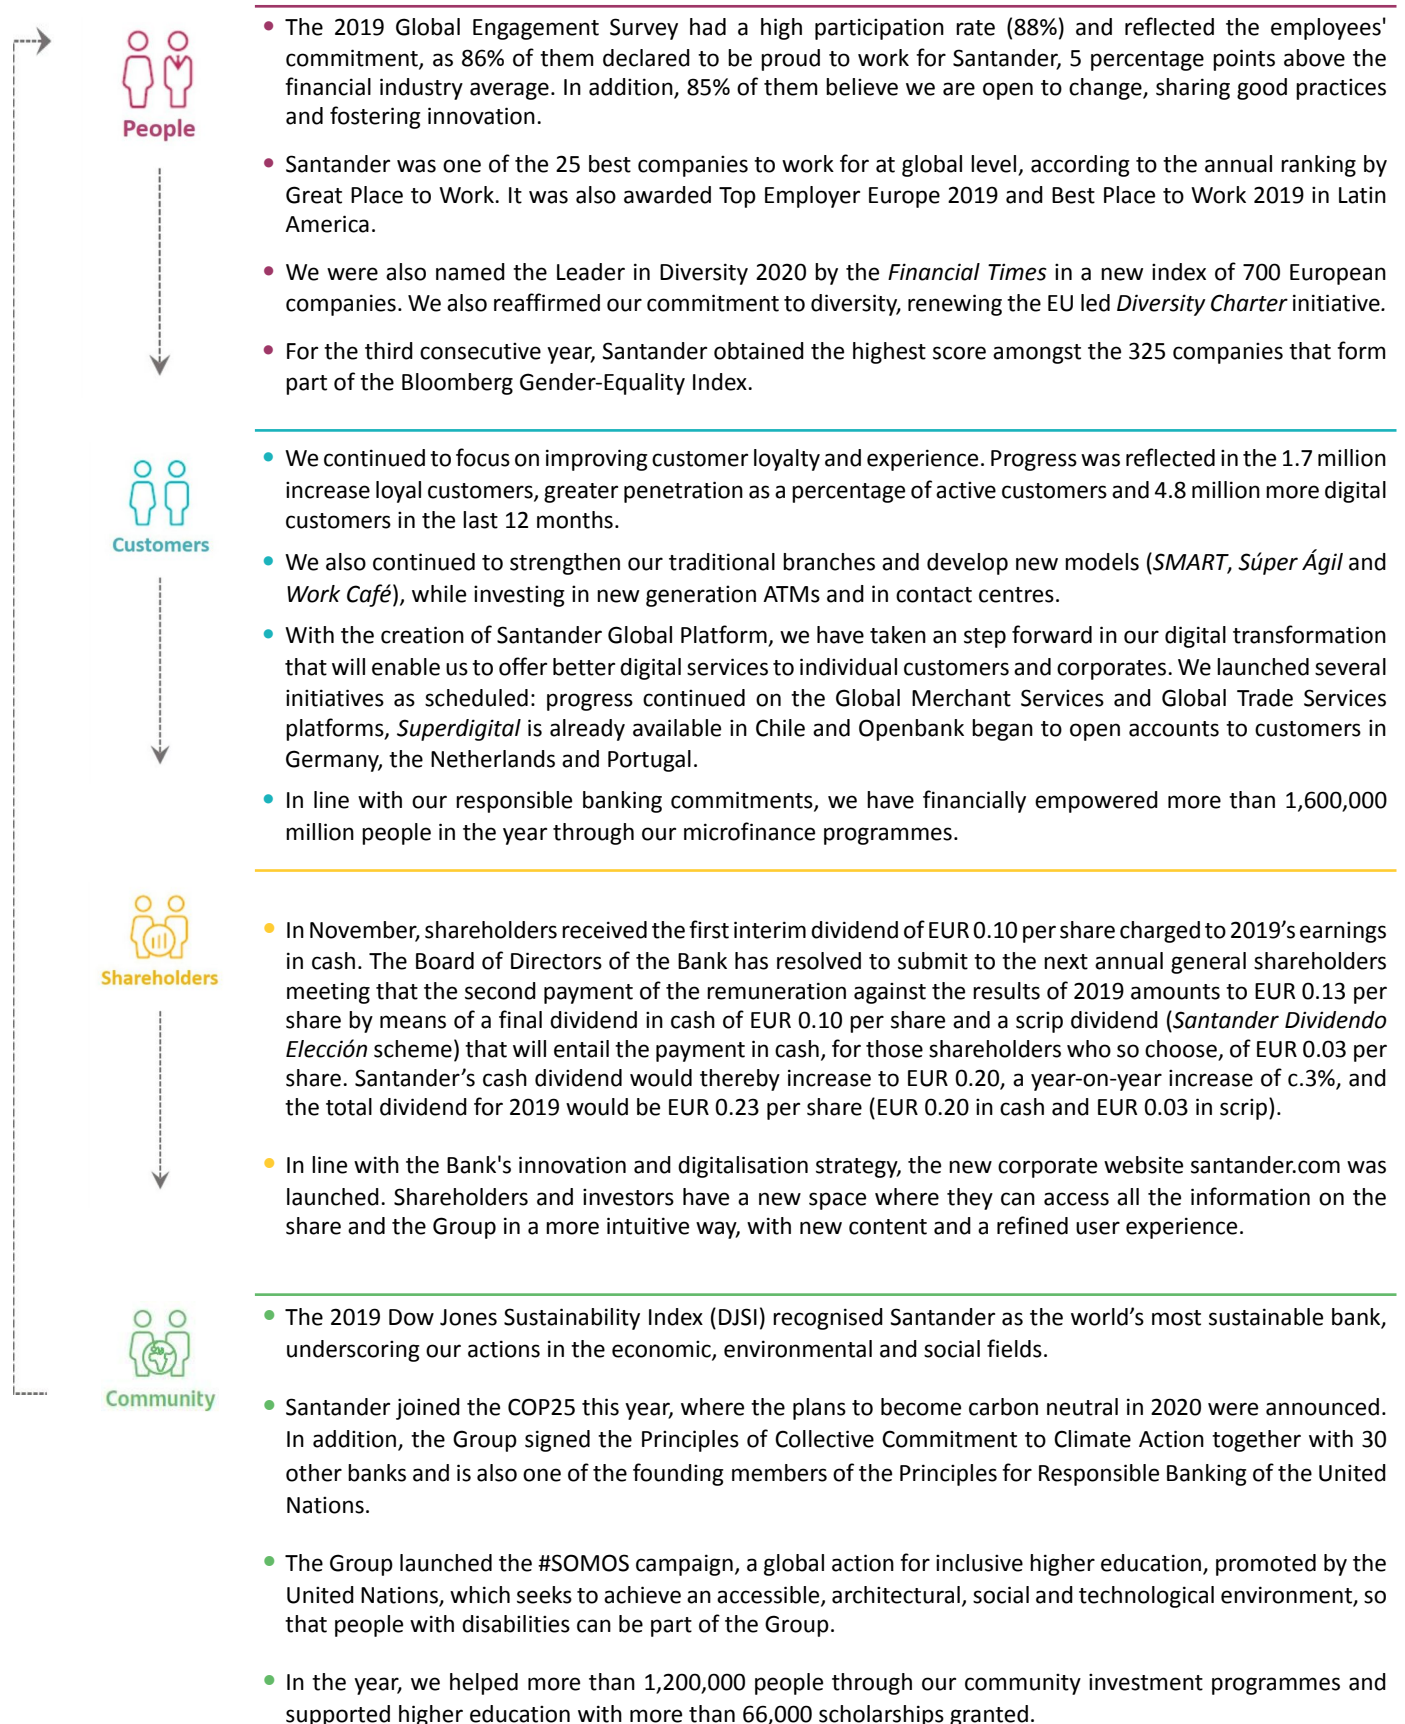 People
• The 2019 Global Engagement Survey had a high participation rate (88%) and reflected the employees'
commitment, as 86% of them declared to be proud to work for Santander, 5 percentage points above the
financial industry average. In addition, 85% of them believe we are open to change, sharing good practices
and fostering innovation.
• Santander was one of the 25 best companies to work for at global level, according to the annual ranking by
Great Place to Work. It was also awarded Top Employer Europe 2019 and Best Place to Work 2019 in Latin
America.
• We were also named the Leader in Diversity 2020 by the Financial Times in a new index of 700 European
companies. We also reaffirmed our commitment to diversity, renewing the EU led Diversity Charter initiative.
• For the third consecutive year, Santander obtained the highest score amongst the 325 companies that form
part of the Bloomberg Gender-Equality Index.
Customers
• We continued to focus on improving customer loyalty and experience. Progress was reflected in the 1.7 million
increase loyal customers, greater penetration as a percentage of active customers and 4.8 million more digital
customers in the last 12 months.
• We also continued to strengthen our traditional branches and develop new models (SMART, Súper Ágil and
Work Café), while investing in new generation ATMs and in contact centres.
• With the creation of Santander Global Platform, we have taken an step forward in our digital transformation
that will enable us to offer better digital services to individual customers and corporates. We launched several
initiatives as scheduled: progress continued on the Global Merchant Services and Global Trade Services
platforms, Superdigital is already available in Chile and Openbank began to open accounts to customers in
Germany, the Netherlands and Portugal.
• In line with our responsible banking commitments, we have financially empowered more than 1,600,000
million people in the year through our microfinance programmes.
Shareholders
• In November, shareholders received the first interim dividend of EUR 0.10 per share charged to 2019’s earnings
in cash. The Board of Directors of the Bank has resolved to submit to the next annual general shareholders
meeting that the second payment of the remuneration against the results of 2019 amounts to EUR 0.13 per
share by means of a final dividend in cash of EUR 0.10 per share and a scrip dividend (Santander Dividendo
Elección scheme) that will entail the payment in cash, for those shareholders who so choose, of EUR 0.03 per
share. Santander’s cash dividend would thereby increase to EUR 0.20, a year-on-year increase of c.3%, and
the total dividend for 2019 would be EUR 0.23 per share (EUR 0.20 in cash and EUR 0.03 in scrip).
• In line with the Bank's innovation and digitalisation strategy, the new corporate website santander.com was
launched. Shareholders and investors have a new space where they can access all the information on the
share and the Group in a more intuitive way, with new content and a refined user experience.
Community
• The 2019 Dow Jones Sustainability Index (DJSI) recognised Santander as the world’s most sustainable bank,
underscoring our actions in the economic, environmental and social fields.
• Santander joined the COP25 this year, where the plans to become carbon neutral in 2020 were announced.
In addition, the Group signed the Principles of Collective Commitment to Climate Action together with 30
other banks and is also one of the founding members of the Principles for Responsible Banking of the United
Nations.
• The Group launched the #SOMOS campaign, a global action for inclusive higher education, promoted by the
United Nations, which seeks to achieve an accessible, architectural, social and technological environment, so
that people with disabilities can be part of the Group.
• In the year, we helped more than 1,200,000 people through our community investment programmes and
supported higher education with more than 66,000 scholarships granted.